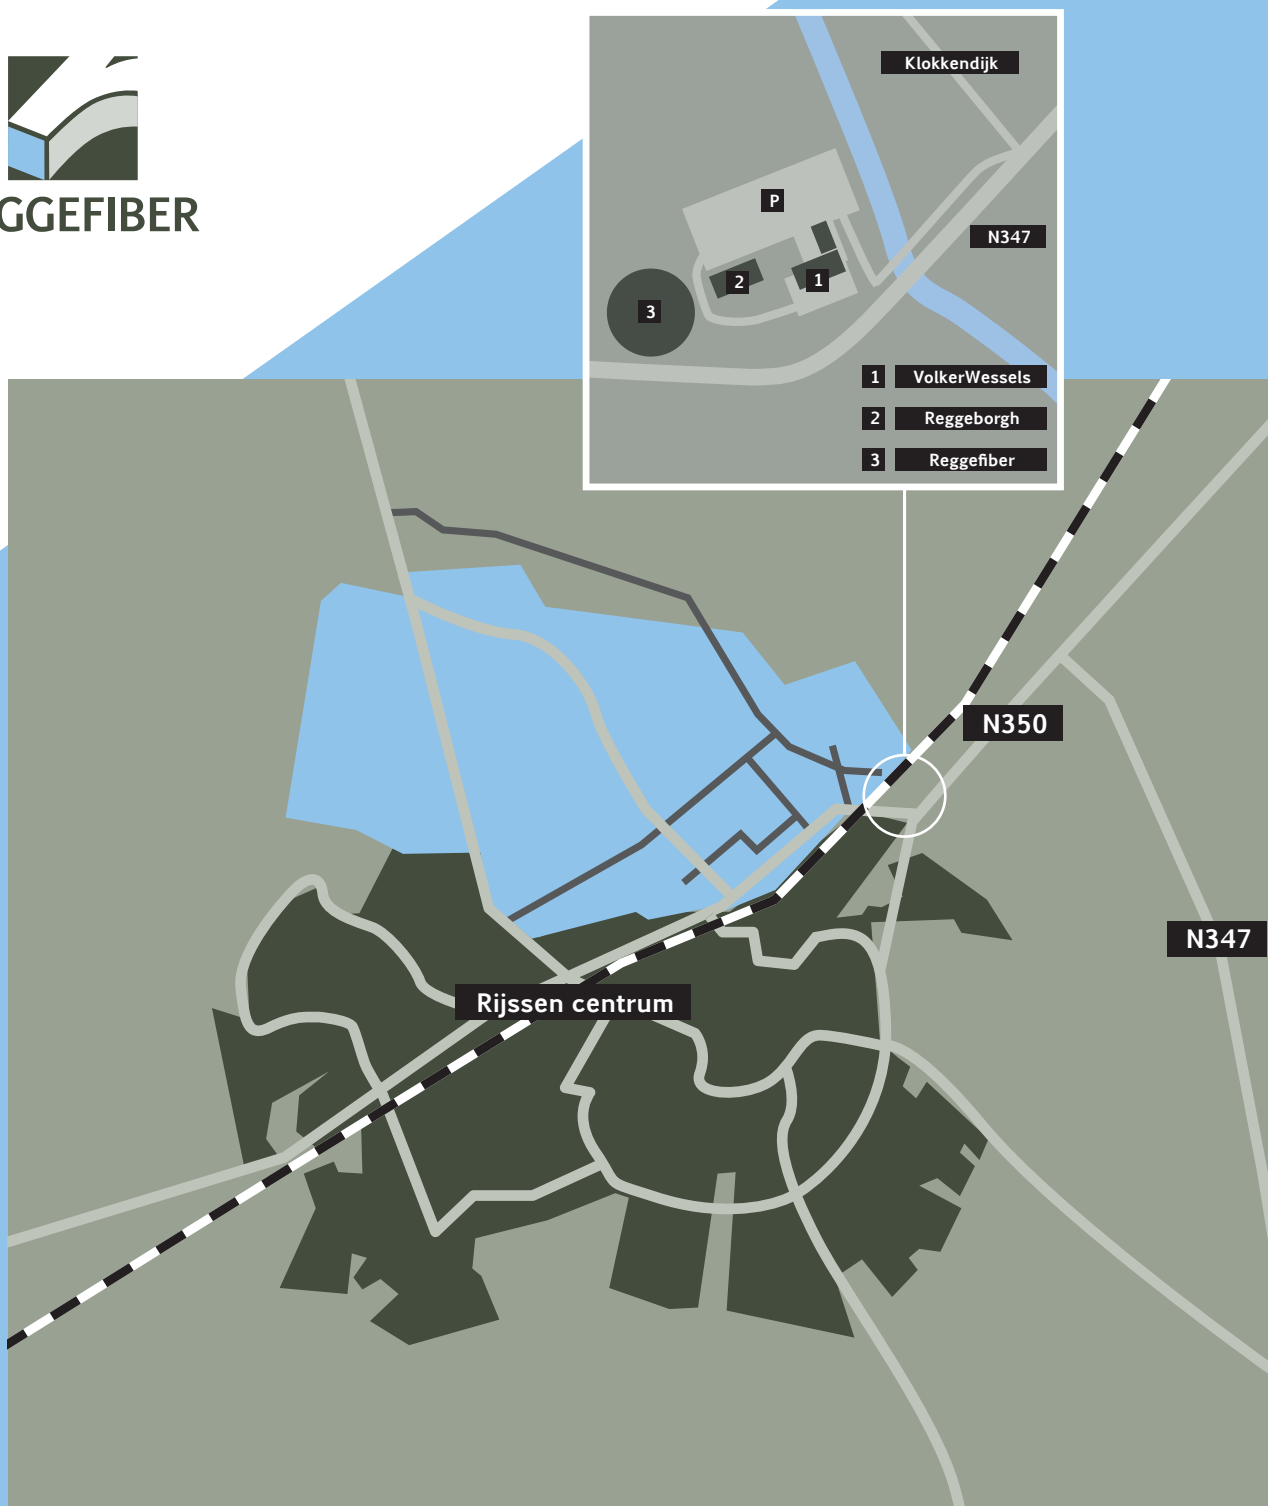 GGEFIBER
Klokkendijk
P
N347
2
1
3
1 VolkerWessels
2 Reggeborgh
3 Reggefiber
N350
N347
Rijssen centrum